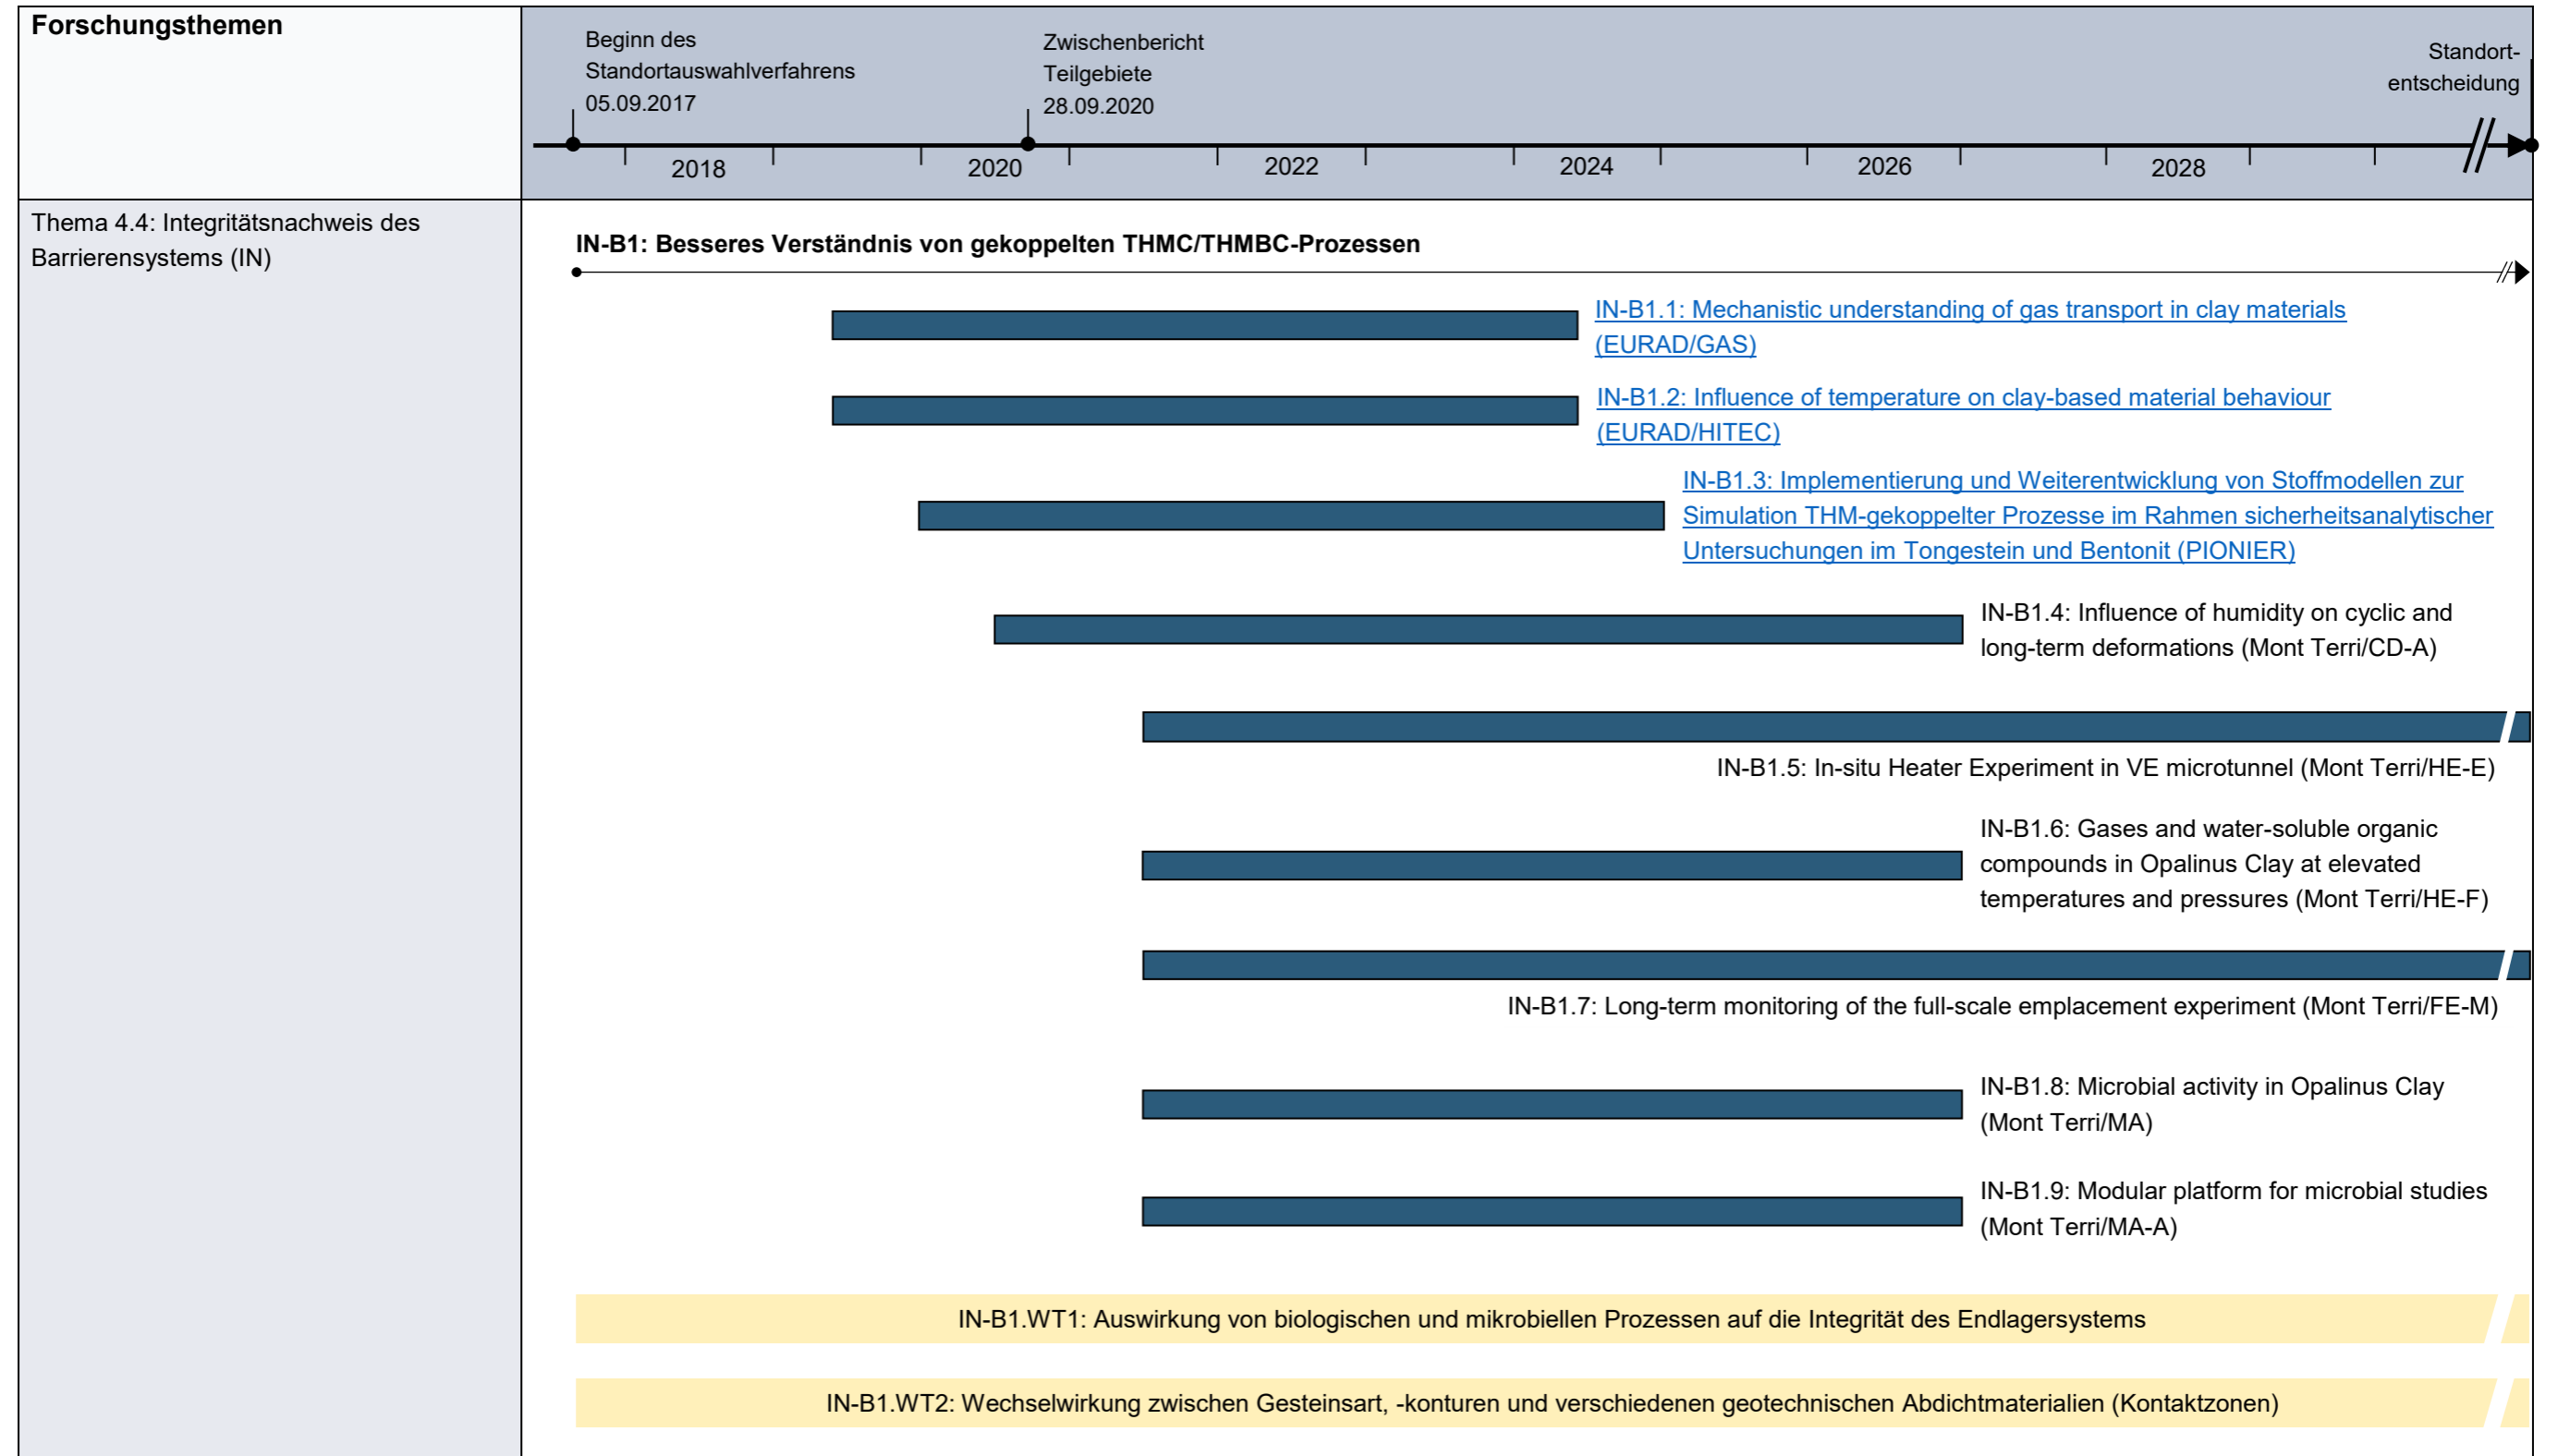 Forschungsthemen
Beginn des
Standortauswahlverfahrens
05.09.2017
Zwischenbericht
Teilgebiete
28.09.2020
Standort-
entscheidung
2018
2020
2022
2024
2026
2028
Thema 4.4: Integritätsnachweis des
Barrierensystems (IN)
IN-B1: Besseres Verständnis von gekoppelten THMC/THMBC-Prozessen
IN-B1.1: Mechanistic understanding of gas transport in clay materials
(EURAD/GAS)
IN-B1.2: Influence of temperature on clay-based material behaviour
(EURAD/HITEC)
IN-B1.3: Implementierung und Weiterentwicklung von Stoffmodellen zur
Simulation THM-gekoppelter Prozesse im Rahmen sicherheitsanalytischer
Untersuchungen im Tongestein und Bentonit (PIONIER)
IN-B1.4: Influence of humidity on cyclic and
long-term deformations (Mont Terri/CD-A)
IN-B1.5: In-situ Heater Experiment in VE microtunnel (Mont Terri/HE-E)
IN-B1.6: Gases and water-soluble organic
compounds in Opalinus Clay at elevated
temperatures and pressures (Mont Terri/HE-F)
IN-B1.7: Long-term monitoring of the full-scale emplacement experiment (Mont Terri/FE-M)
IN-B1.8: Microbial activity in Opalinus Clay
(Mont Terri/MA)
IN-B1.9: Modular platform for microbial studies
(Mont Terri/MA-A)
IN-B1.WT1: Auswirkung von biologischen und mikrobiellen Prozessen auf die Integrität des Endlagersystems
IN-B1.WT2: Wechselwirkung zwischen Gesteinsart, -konturen und verschiedenen geotechnischen Abdichtmaterialien (Kontaktzonen)